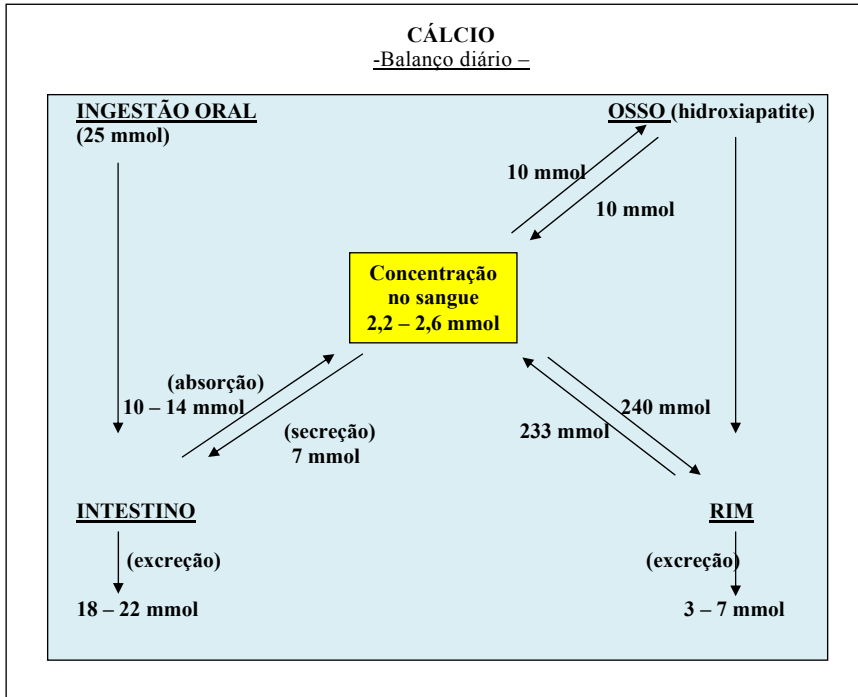 CÁLCIO
-Balanço diário –
INGESTÃO ORAL
(25 mmol)
OSSO (hidroxiapatite)
10 mmol
10 mmol
Concentração
no sangue
2,2 – 2,6 mmol
(absorção)
10 – 14 mmol
(secreção)
7 mmol
240 mmol
233 mmol
INTESTINO
RIM
(excreção)
(excreção)
18 – 22 mmol
3 – 7 mmol